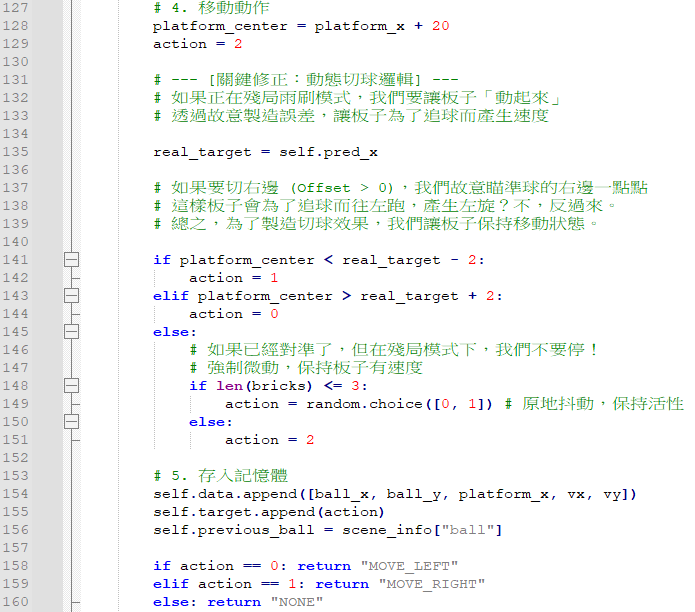 127 # 4. 移動動作
128 platform_center = platform_x + 20
129 action = 2
130
131 # --- [關鍵修正：動態切球邏輯] ---
132 # 如果正在殘局雨刷模式，我們要讓板子「動起來」
133 # 透過故意製造誤差，讓板子為了追球而產生速度
134
135 real_target = self.pred_x
136
137 # 如果要切右邊 (Offset > 0)，我們故意瞄準球的右邊一點點
138 # 這樣板子會為了追球而往左跑，產生左旋？不，反過來。
139 # 總之，為了製造切球效果，我們讓板子保持移動狀態。
140
141 if platform_center < real_target - 2:
142 action = 1
143 elif platform_center > real_target + 2:
144 action = 0
145 else:
146 # 如果已經對準了，但在殘局模式下，我們不要停！
147 # 強制微動，保持板子有速度
148 if len(bricks) <= 3:
149 action = random.choice([0, 1]) # 原地抖動，保持活性
150 else:
151 action = 2
152
153 # 5. 存入記憶體
154 self.data.append([ball_x, ball_y, platform_x, vx, vy])
155 self.target.append(action)
156 self.previous_ball = scene_info["ball"]
157
158 if action == 0: return "MOVE_LEFT"
159 elif action == 1: return "MOVE_RIGHT"
160 else: return "NONE"